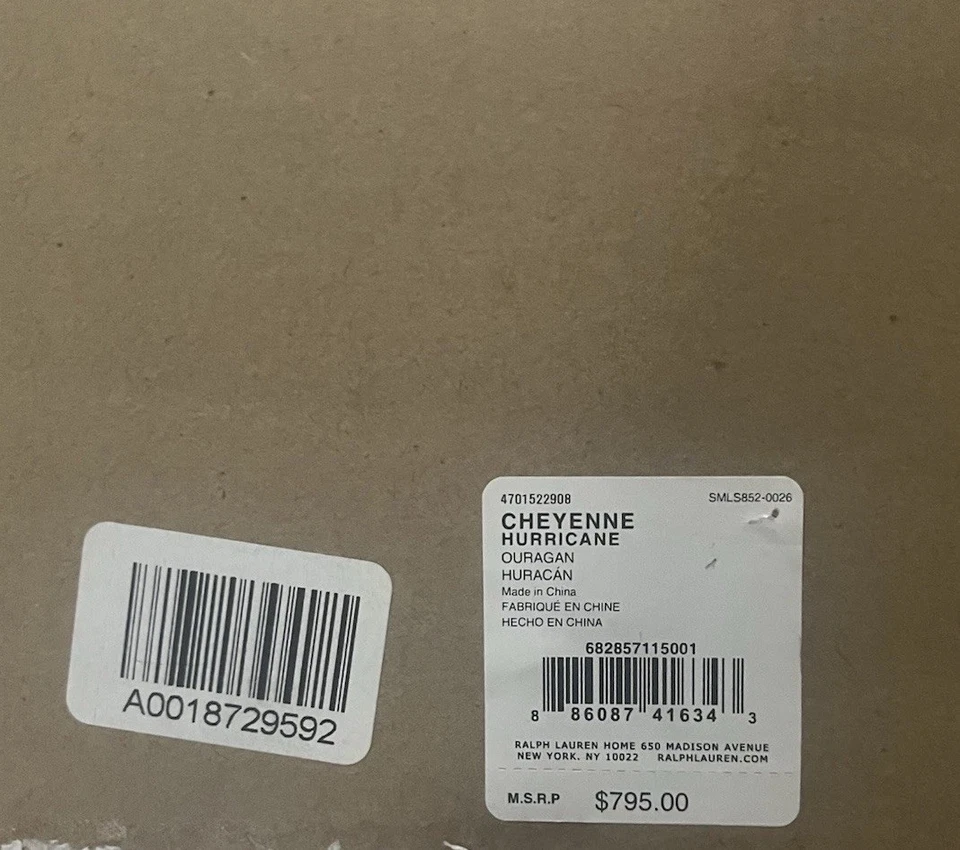 A0018729592
4701522908 SMLS852-0026
CHEYENNE
HURRICANE
OURAGAN
HURACÁN
Made in China
FABRIQUÉ EN CHINE
HECHO EN CHINA
682857115001
8 86087 41634 3
RALPH LAUREN HOME 650 MADISON AVENUE
NEW YORK. NY 10022 RALPHLAUREN.COM
M.S.R.P $795.00